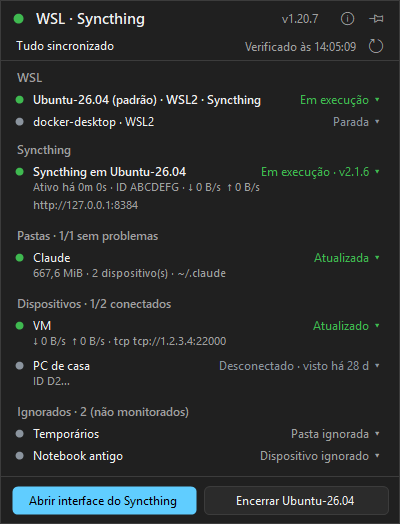 WSL · Syncthing v1.20.7
Tudo sincronizado Verificado às 14:05:09
WSL
Ubuntu-26.04 (padrão) · WSL2 · Syncthing Em execução
docker-desktop · WSL2 Parada
Syncthing
Syncthing em Ubuntu-26.04 Em execução · v2.1.6
Ativo há 0m 0s · ID ABCDEFG · ↓ 0 B/s ↑ 0 B/s
http://127.0.0.1:8384
Pastas · 1/1 sem problemas
Claude Atualizada
667,6 MiB · 2 dispositivo(s) · ~/.claude
Dispositivos · 1/2 conectados
VM Atualizado
↓ 0 B/s ↑ 0 B/s · tcp tcp://1.2.3.4:22000
PC de casa Desconectado · visto há 28 d
ID D2...
Ignorados · 2 (não monitorados)
Temporários Pasta ignorada
Notebook antigo Dispositivo ignorado
Abrir interface do Syncthing Encerrar Ubuntu-26.04